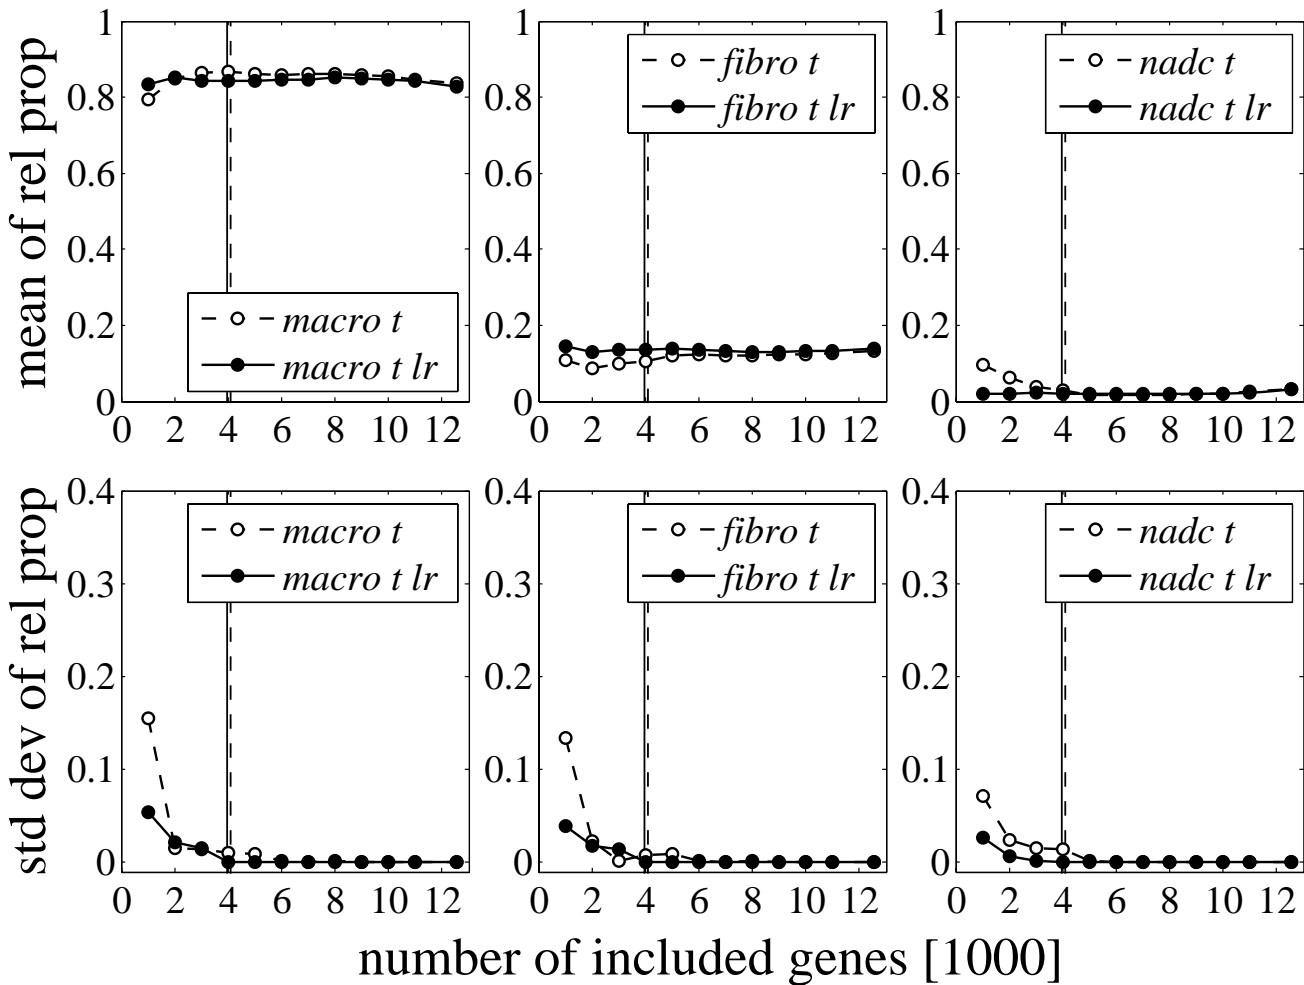 mean of rel prop
1
0.8
0.6
0.4
0.2
0
0 2 4 6 8 10 12
macro t
macro t lr
1
0.8
0.6
0.4
0.2
0
0 2 4 6 8 10 12
fibro t
fibro t lr
1
0.8
0.6
0.4
0.2
0
0 2 4 6 8 10 12
nadc t
nadc t lr
std dev of rel prop
0.4
0.3
0.2
0.1
0
0 2 4 6 8 10 12
macro t
macro t lr
0.4
0.3
0.2
0.1
0
0 2 4 6 8 10 12
fibro t
fibro t lr
0.4
0.3
0.2
0.1
0
0 2 4 6 8 10 12
nadc t
nadc t lr
number of included genes [1000]